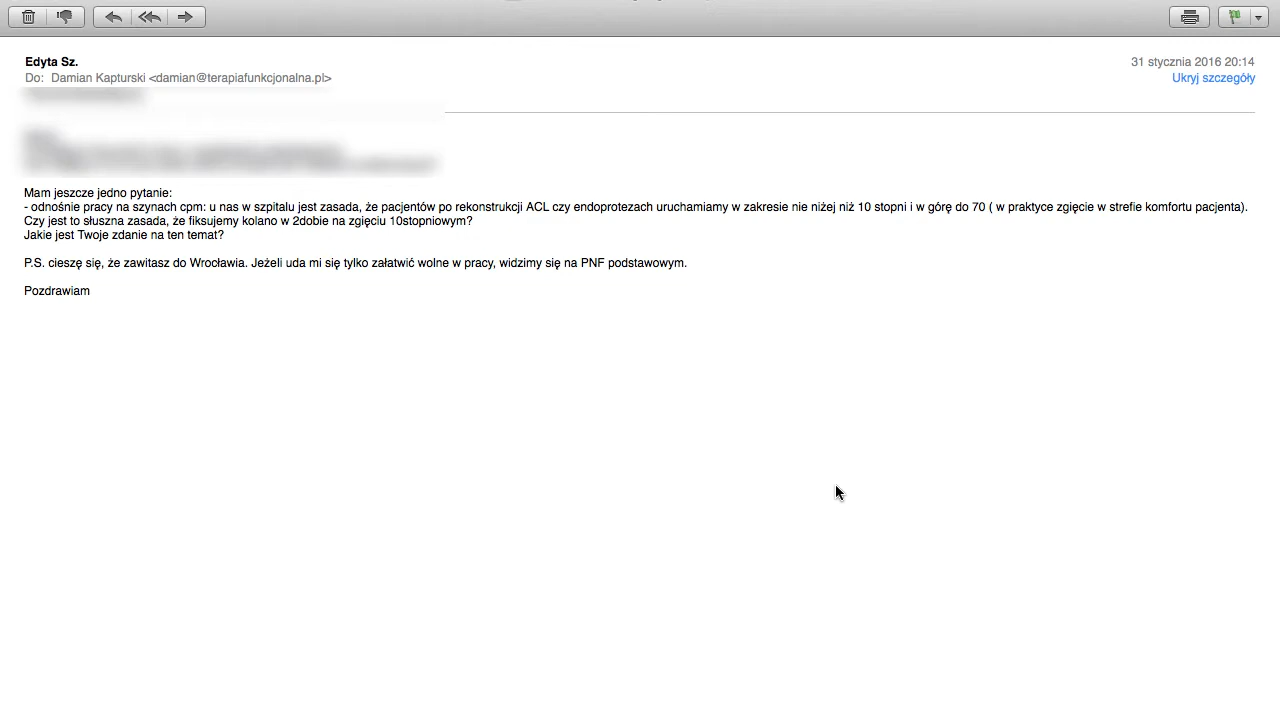 Edyta Sz.
31 stycznia 2016 20:14
Do: Damian Kapturski <damian@terapiafunkcjonalna.pl>
Ukryj szczegóły
Mam jeszcze jedno pytanie:
- odnośnie pracy na szynach cpm: u nas w szpitalu jest zasada, że pacjentów po rekonstrukcji ACL czy endoprotezach uruchamiamy w zakresie nie niżej niż 10 stopni i w górę do 70 ( w praktyce zgięcie w strefie komfortu pacjenta).
Czy jest to słuszna zasada, że fiksujemy kolano w 2dobie na zgięciu 10stopniowym?
Jakie jest Twoje zdanie na ten temat?
P.S. cieszę się, że zawitasz do Wrocławia. Jeżeli uda mi się tylko załatwić wolne w pracy, widzimy się na PNF podstawowym.
Pozdrawiam